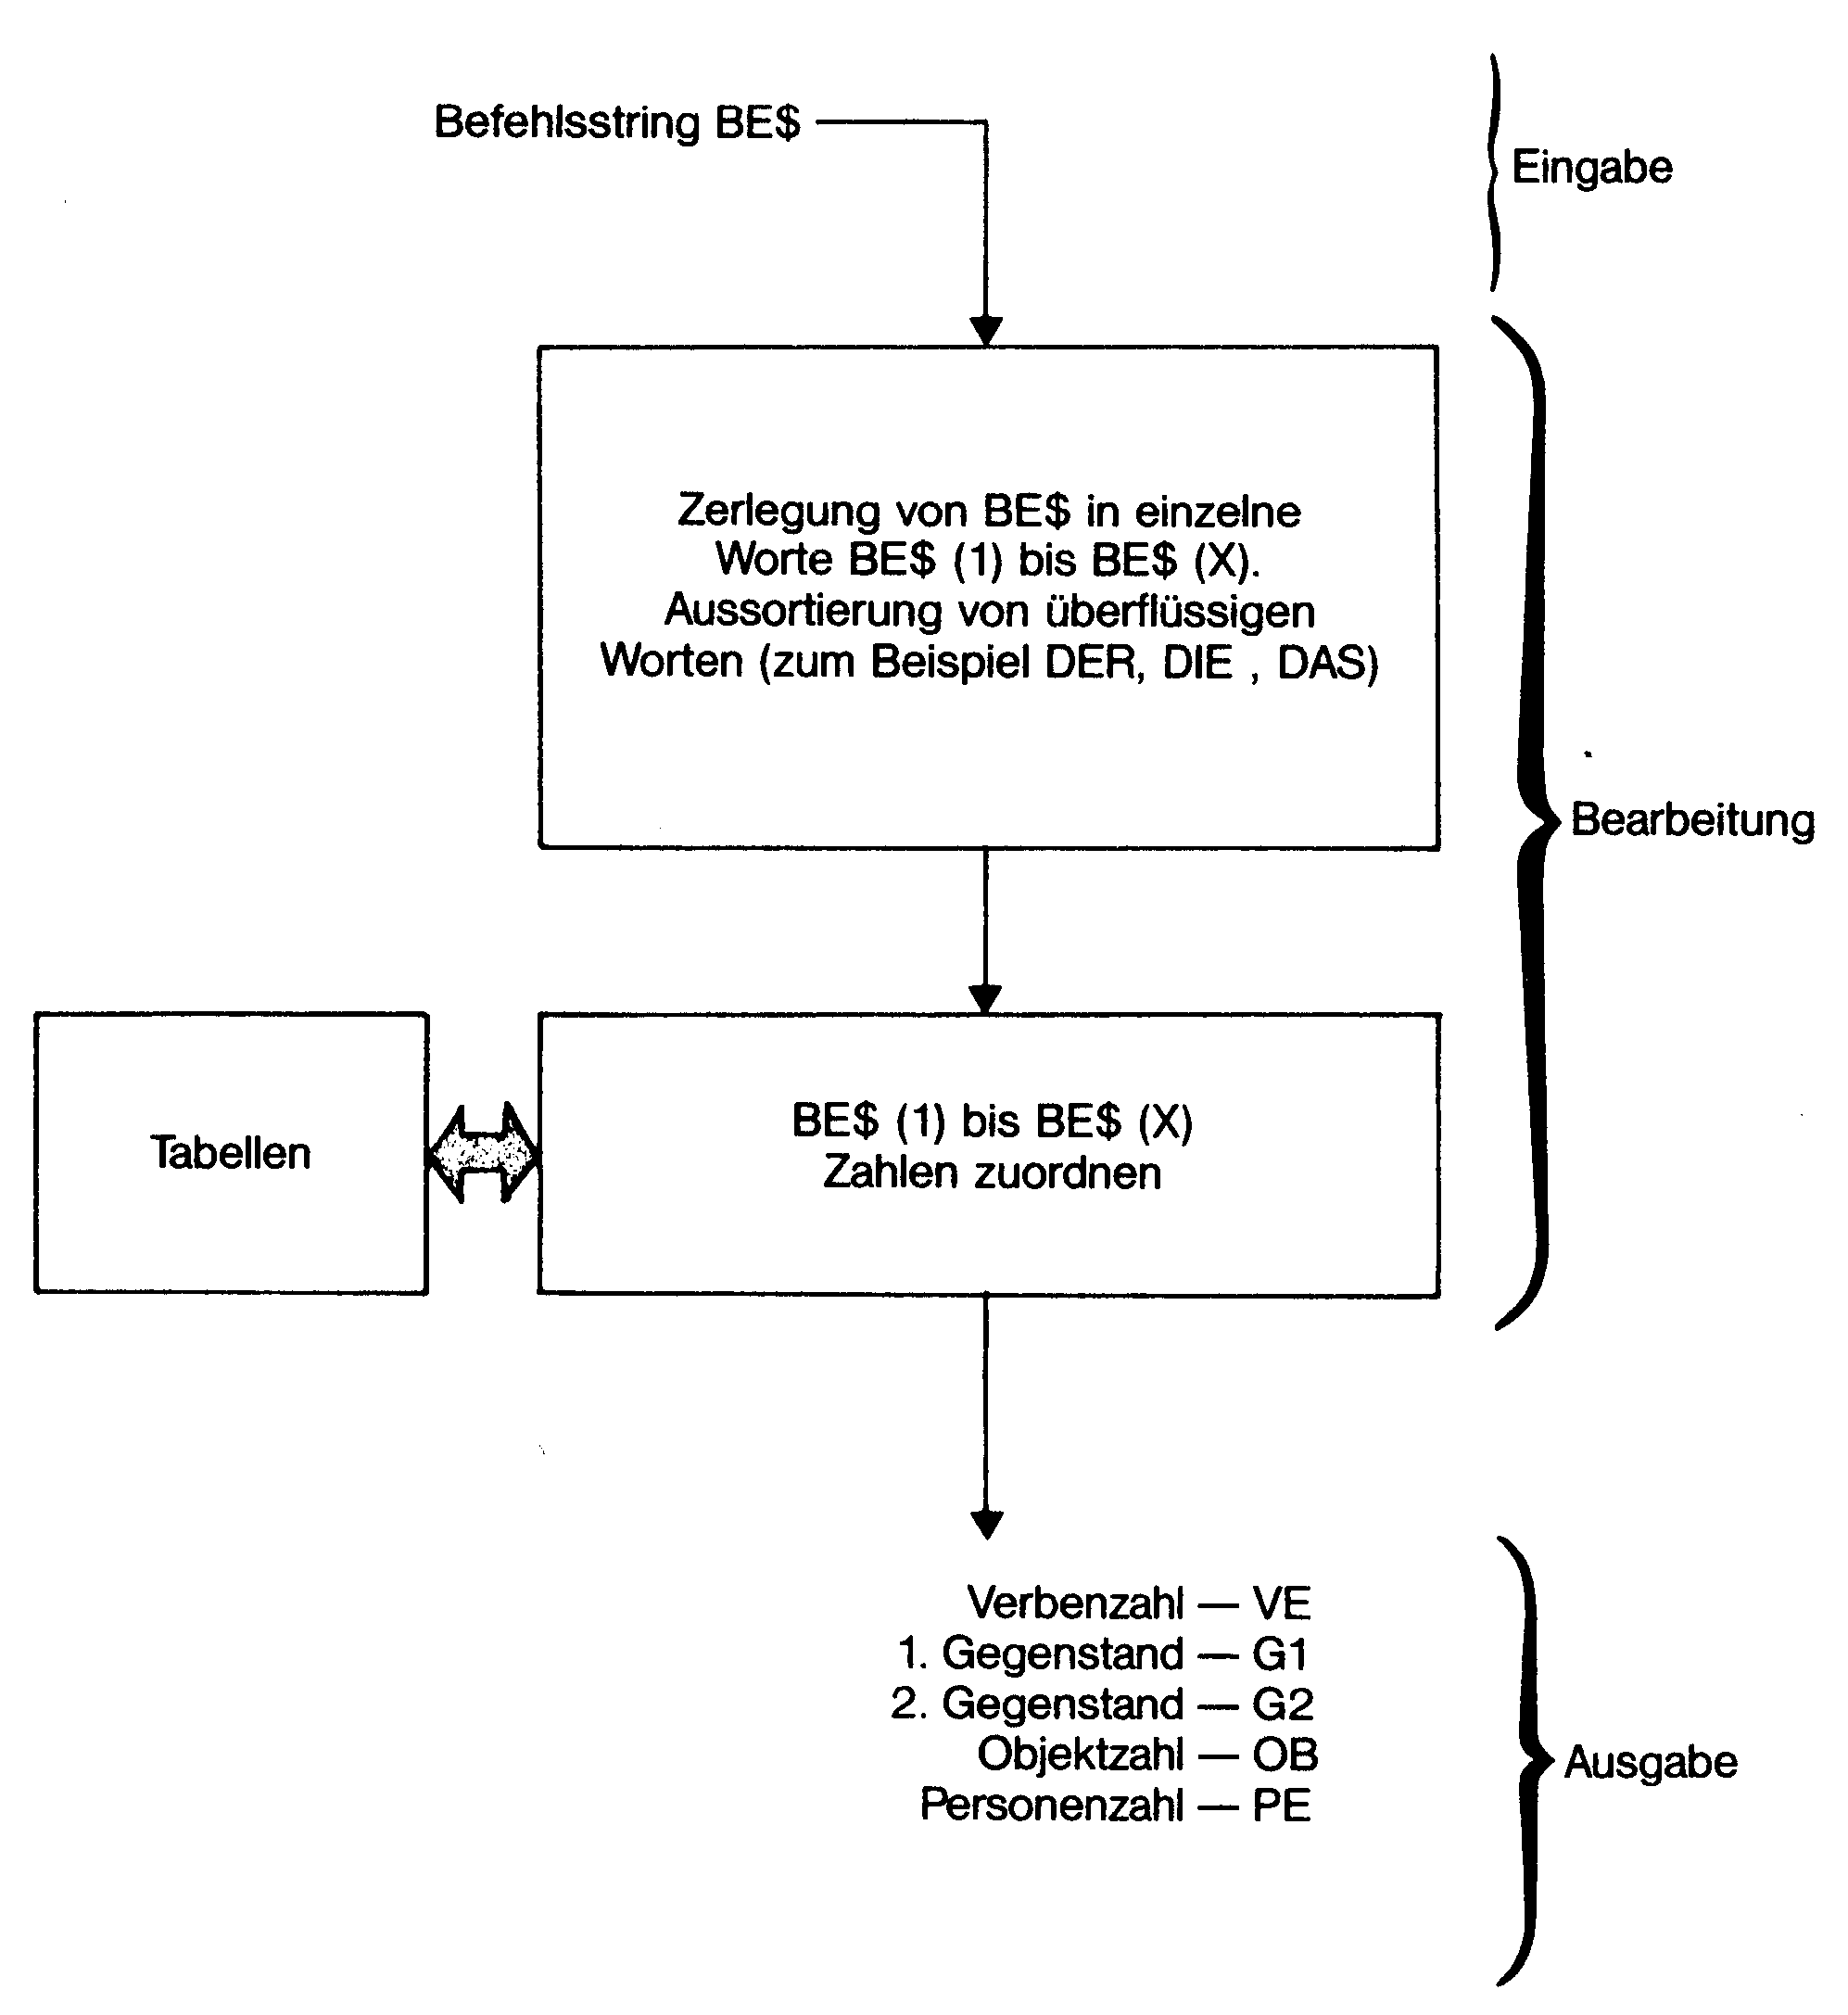 Befehlsstring BE$
Eingabe
Zerlegung von BE$ in einzelne
Worte BE$ (1) bis BE$ (X).
Aussortierung von überflüssigen
Worten (zum Beispiel DER, DIE , DAS)
Bearbeitung
Tabellen
BE$ (1) bis BE$ (X)
Zahlen zuordnen
Verbenzahl — VE
1. Gegenstand — G1
2. Gegenstand — G2
Objektzahl — OB
Personenzahl — PE
Ausgabe